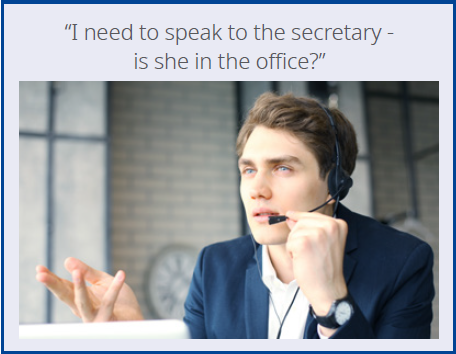 “I need to speak to the secretary -
is she in the office?”